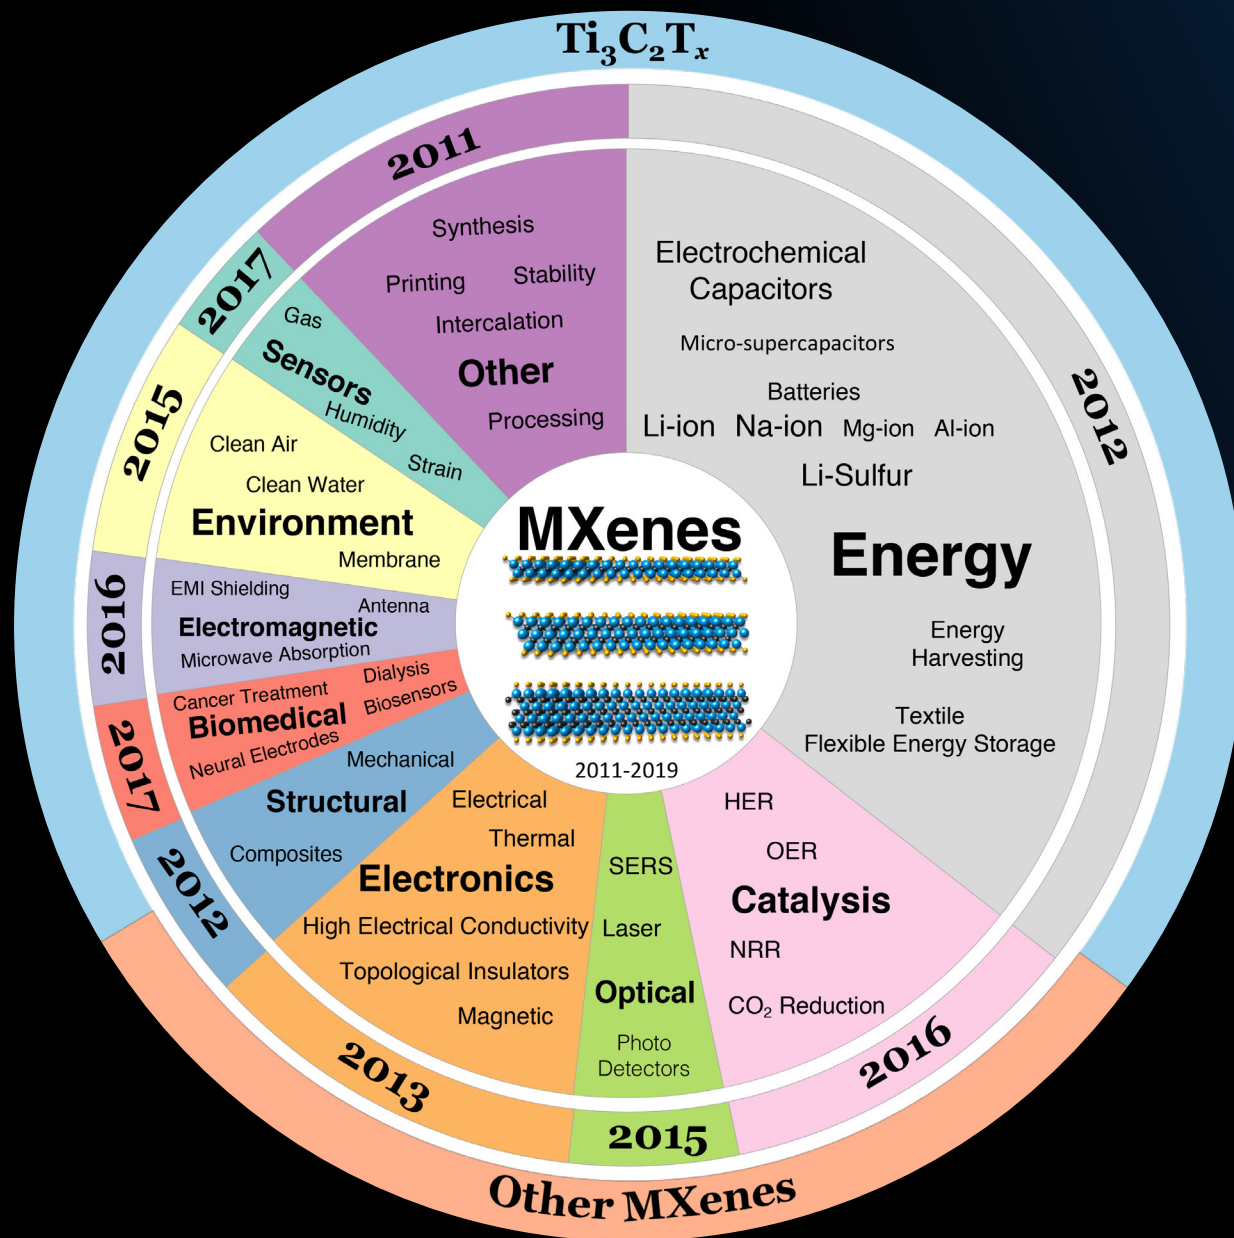 Ti₃C₂Tₓ
2011
Synthesis
Printing Stability
Intercalation
Other
Processing
2012
Electrochemical
Capacitors
Micro-supercapacitors
Batteries
Li-ion Na-ion Mg-ion Al-ion
Li-Sulfur
Energy
Energy
Harvesting
Textile
Flexible Energy Storage
2016
HER
OER
Catalysis
NRR
CO₂ Reduction
2015
SERS
Laser
Optical
Photo
Detectors
2013
Electrical
Thermal
Electronics
High Electrical Conductivity
Topological Insulators
Magnetic
2012
Mechanical
Structural
Composites
2017
Cancer Treatment
Dialysis
Biomedical
Biosensors
Neural Electrodes
2016
EMI Shielding
Antenna
Electromagnetic
Microwave Absorption
2015
Clean Air
Clean Water
Environment
Membrane
2017
Gas
Sensors
Humidity
Strain
MXenes
2011-2019
Other MXenes